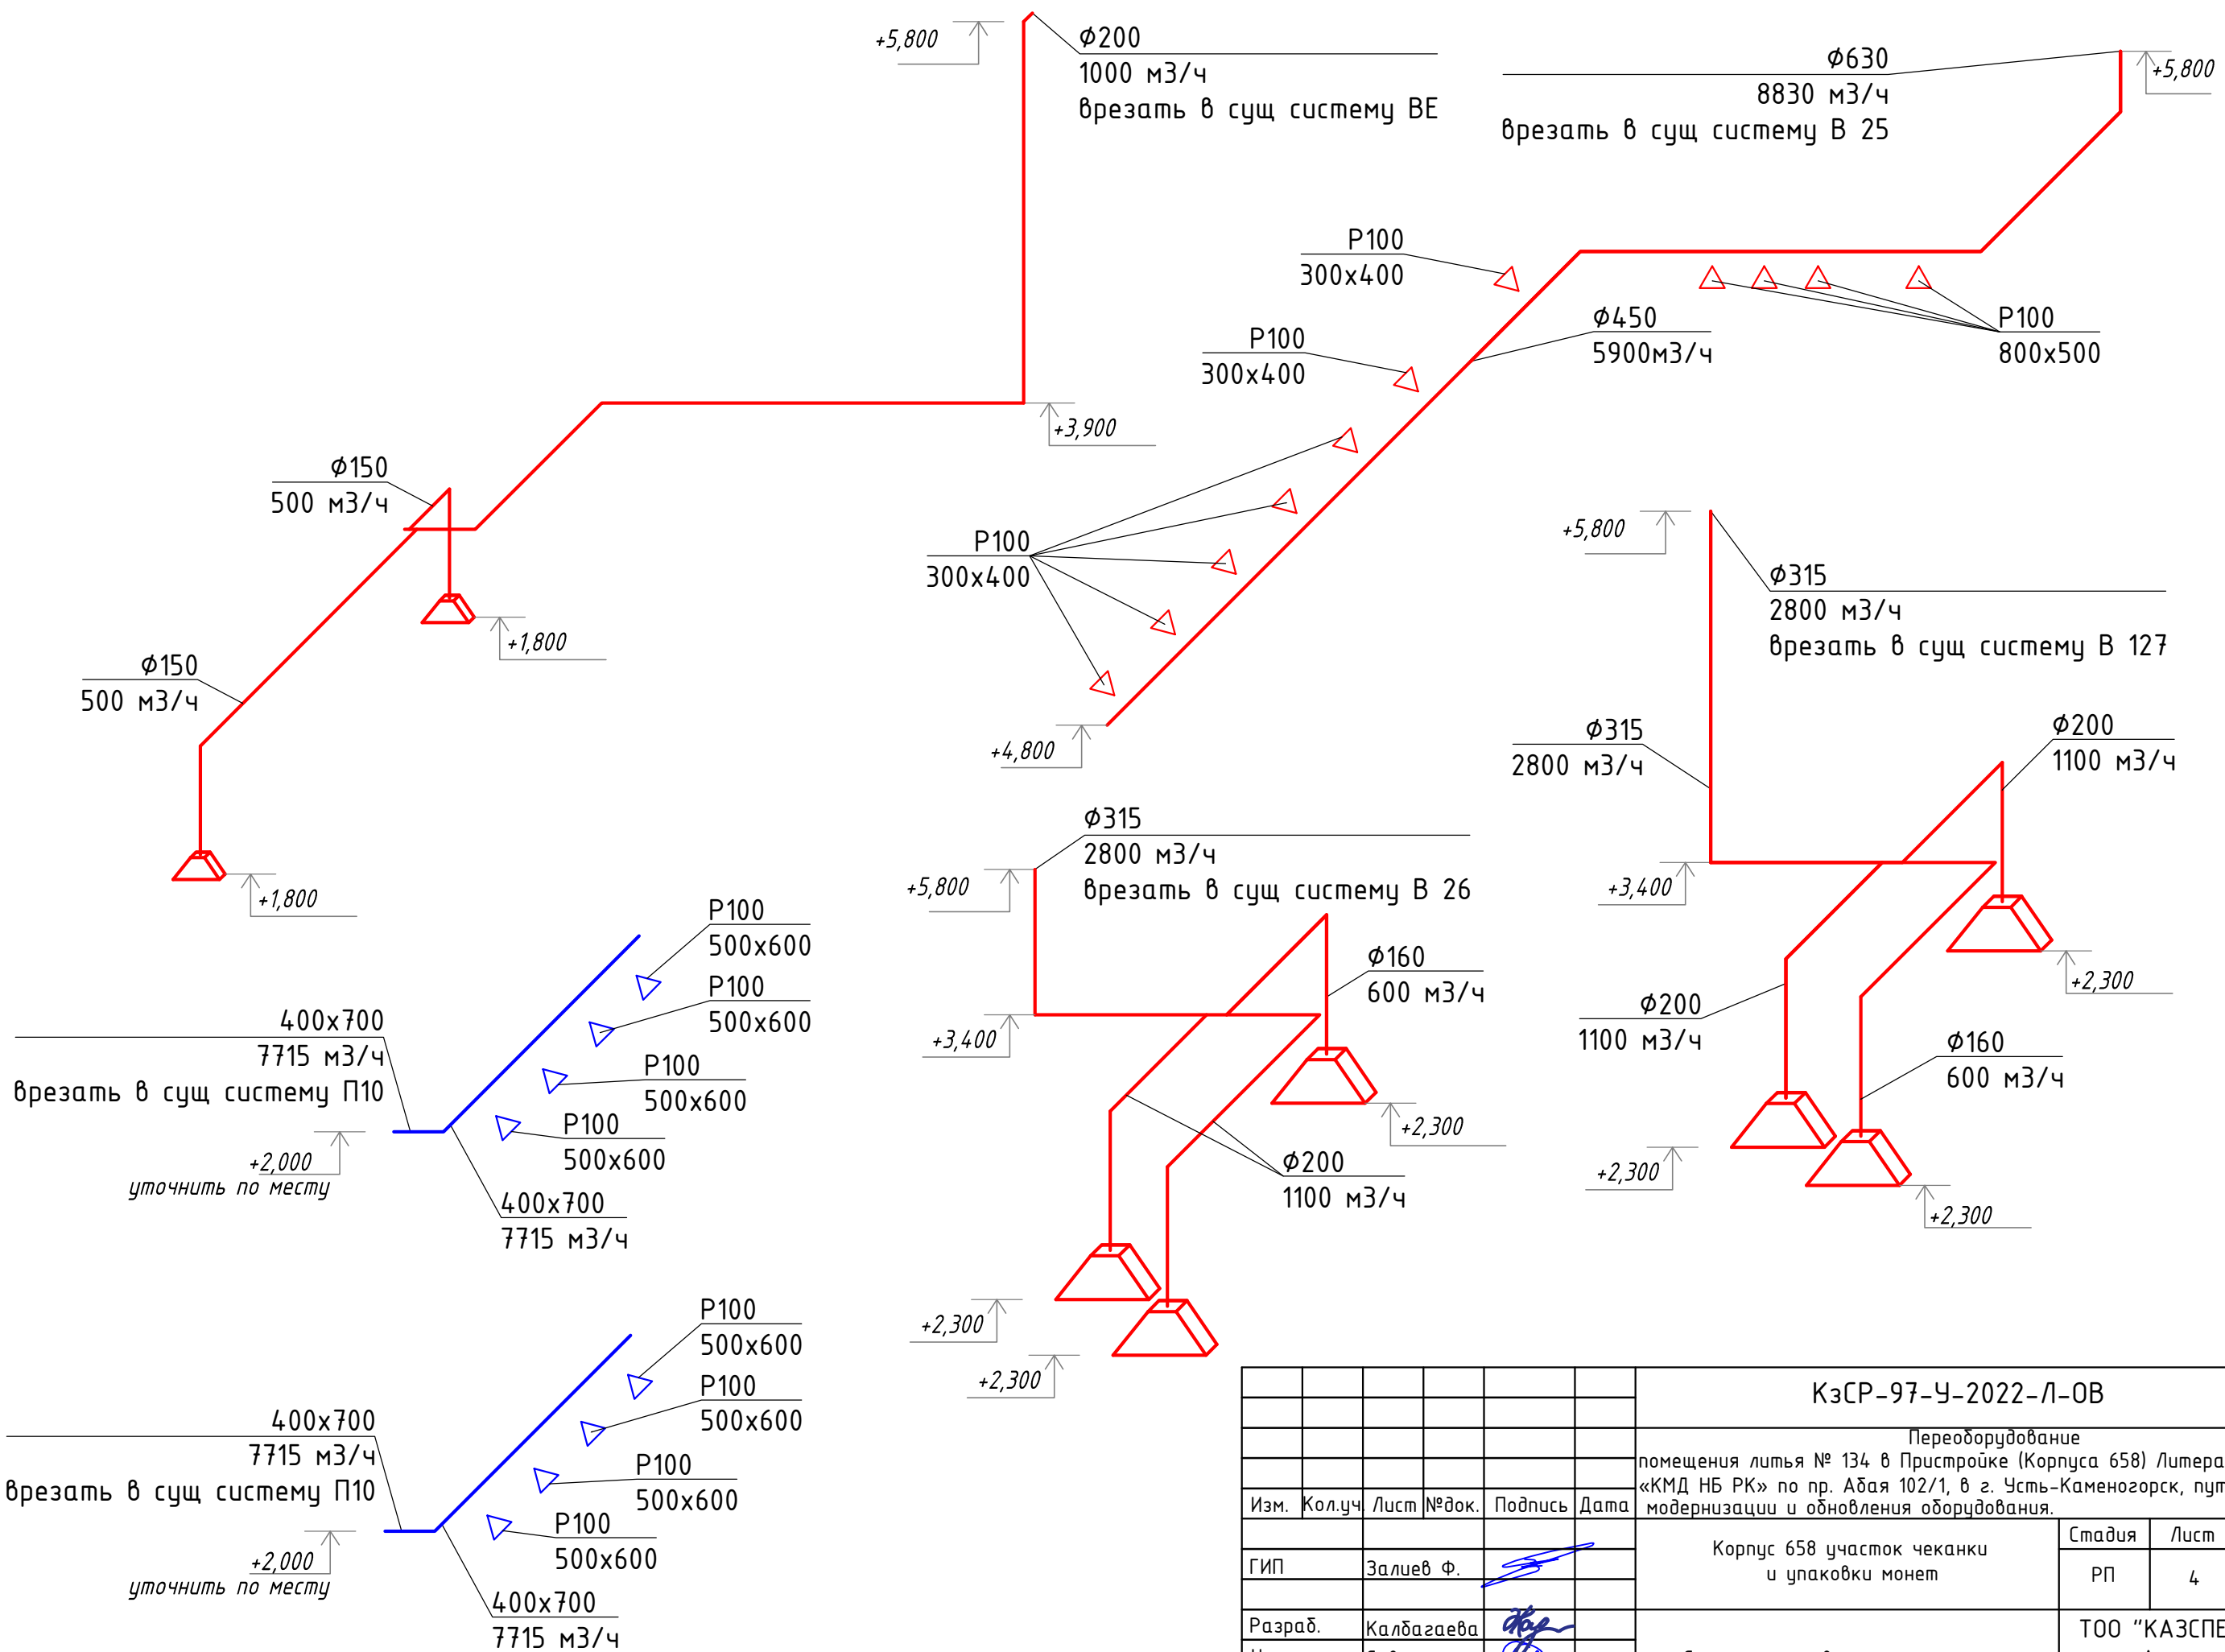 +5,800
Ф200
1000 м3/ч
врезать в сущ систему ВЕ
Ф630
8830 м3/ч
врезать в сущ систему В 25
+5,800
Р100
300х400
Р100
300х400
Ф450
5900м3/ч
Р100
800х500
+3,900
Ф150
500 м3/ч
+1,800
Р100
300х400
+4,800
Ф150
500 м3/ч
+1,800
+5,800
Ф315
2800 м3/ч
врезать в сущ систему В 127
Ф315
2800 м3/ч
Ф200
1100 м3/ч
+3,400
+2,300
Ф200
1100 м3/ч
Ф160
600 м3/ч
+2,300
+2,300
Ф315
2800 м3/ч
врезать в сущ систему В 26
+5,800
+3,400
Ф160
600 м3/ч
+2,300
Ф200
1100 м3/ч
+2,300
+2,300
Р100
500х600
Р100
500х600
Р100
500х600
Р100
500х600
400х700
7715 м3/ч
врезать в сущ систему П10
+2,000
уточнить по месту
400х700
7715 м3/ч
Р100
500х600
Р100
500х600
Р100
500х600
Р100
500х600
400х700
7715 м3/ч
врезать в сущ систему П10
+2,000
уточнить по месту
400х700
7715 м3/ч
КзСР-97-У-2022-Л-ОВ
Переоборудование
помещения литья № 134 в Пристройке (Корпуса 658) Литера
«КМД НБ РК» по пр. Абая 102/1, в г. Усть-Каменогорск, пут
модернизации и обновления оборудования.
Изм. Кол.уч. Лист №док. Подпись Дата
Корпус 658 участок чеканки
и упаковки монет
Стадия Лист
РП 4
ГИП Залиев Ф.
Разраб. Калбагаева
ТОО "КАЗСПЕ